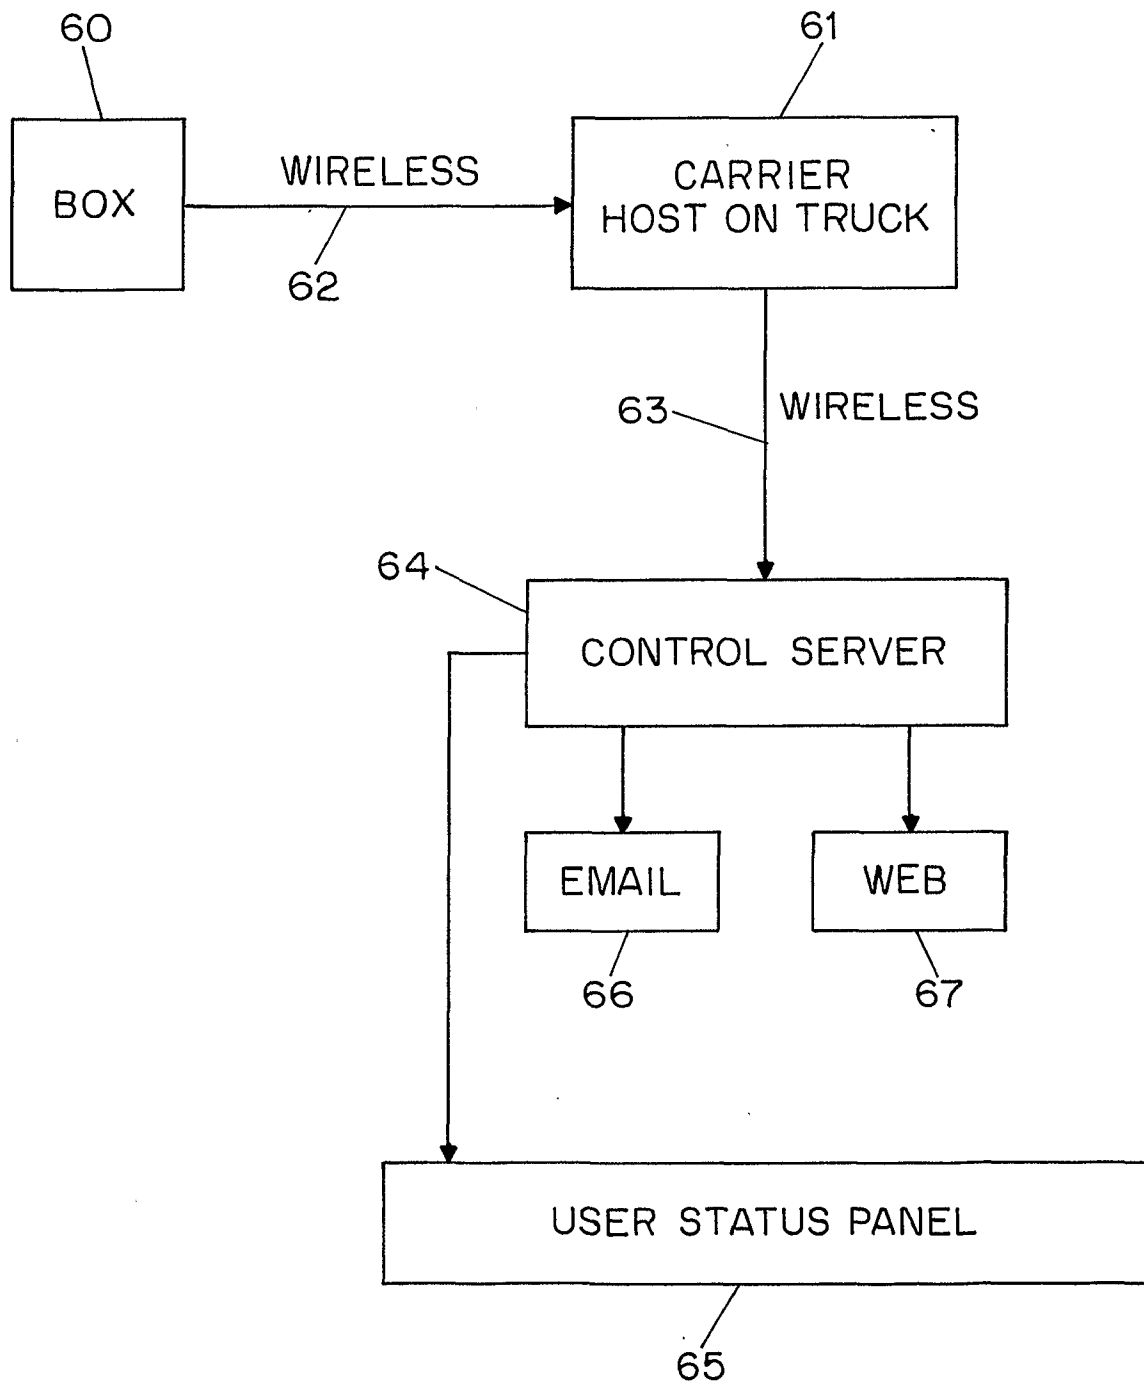 60
61
BOX
WIRELESS
62
CARRIER
HOST ON TRUCK
63
WIRELESS
64
CONTROL SERVER
EMAIL
WEB
66
67
USER STATUS PANEL
65